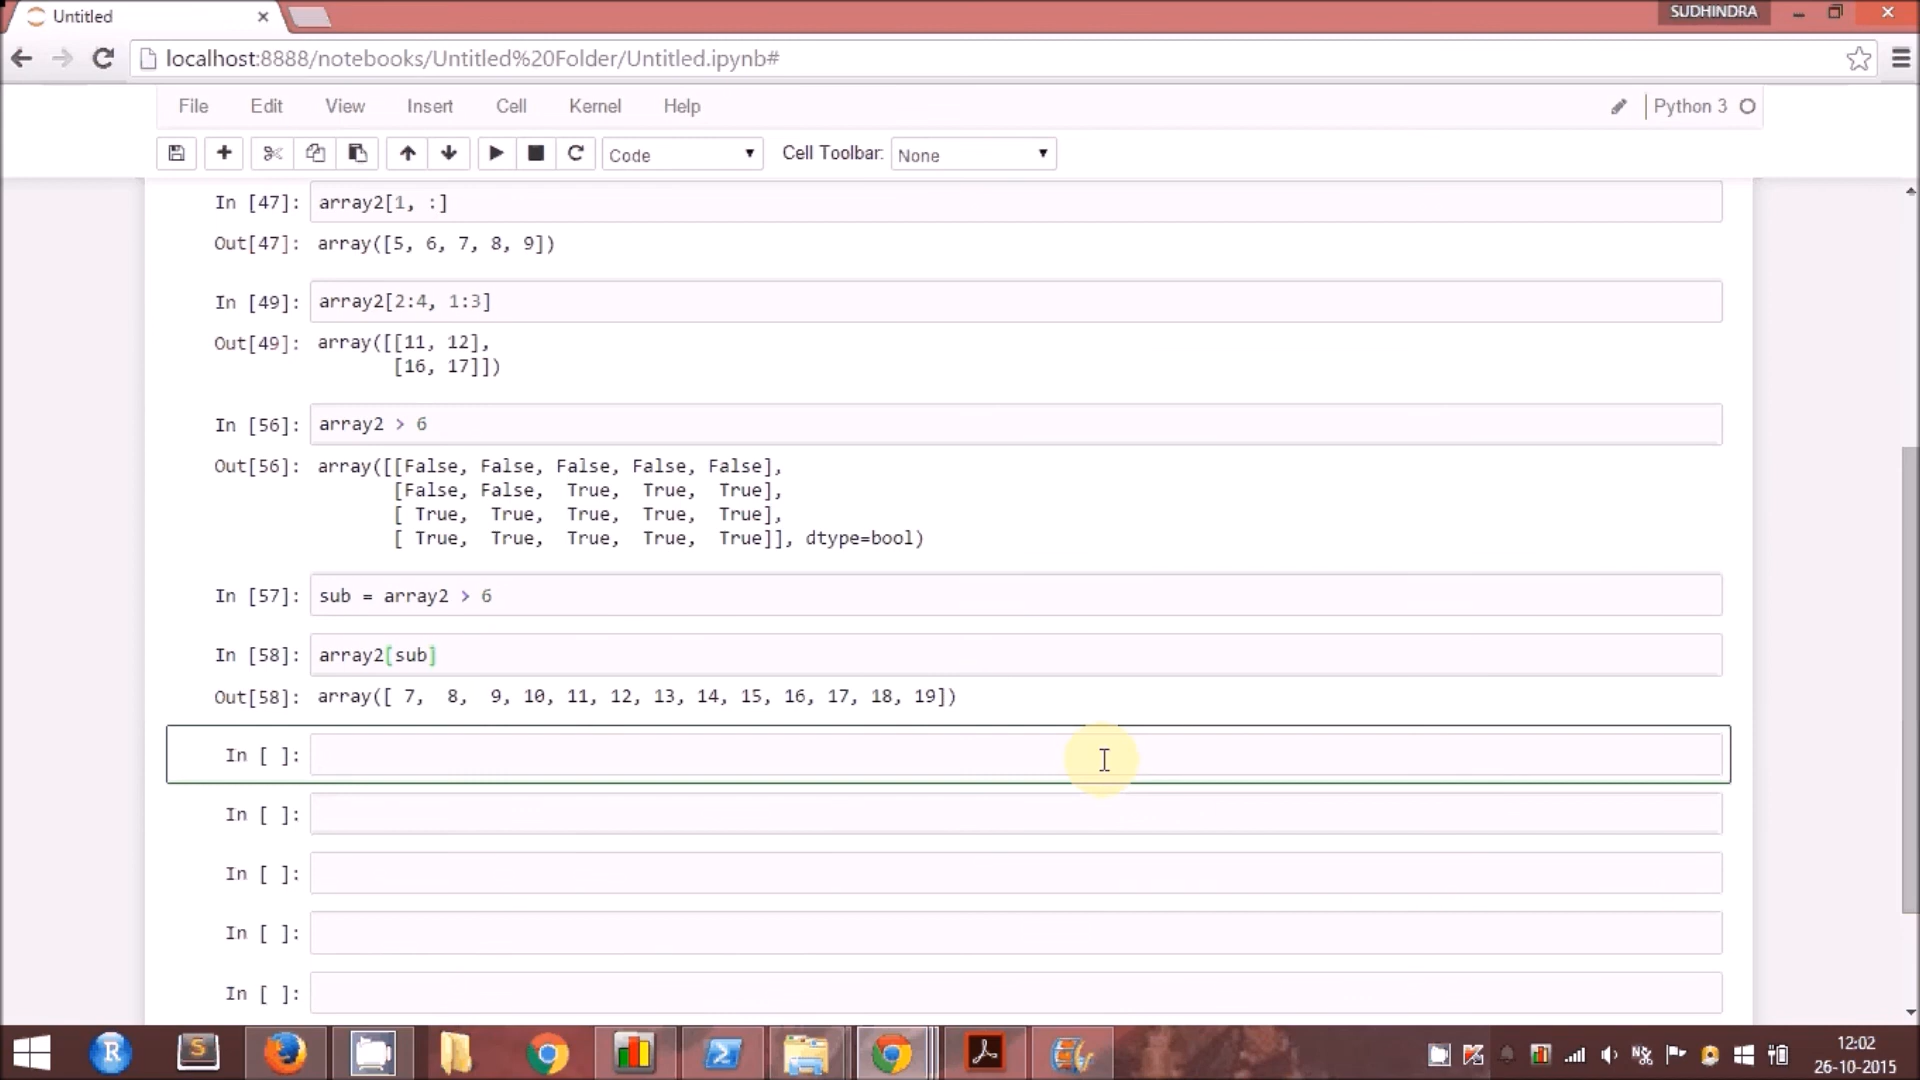 Untitled
SUDHINDRA
localhost:8888/notebooks/Untitled%20Folder/Untitled.ipynb#
File Edit View Insert Cell Kernel Help Python 3
Code Cell Toolbar: None
In [47]: array2[1, :]
Out[47]: array([5, 6, 7, 8, 9])
In [49]: array2[2:4, 1:3]
Out[49]: array([[11, 12],
[16, 17]])
In [56]: array2 > 6
Out[56]: array([[False, False, False, False, False],
[False, False, True, True, True],
[ True, True, True, True, True],
[ True, True, True, True, True]], dtype=bool)
In [57]: sub = array2 > 6
In [58]: array2[sub]
Out[58]: array([ 7, 8, 9, 10, 11, 12, 13, 14, 15, 16, 17, 18, 19])
In [ ]:
In [ ]:
In [ ]:
In [ ]:
In [ ]:
R S
12:02
26-10-2015